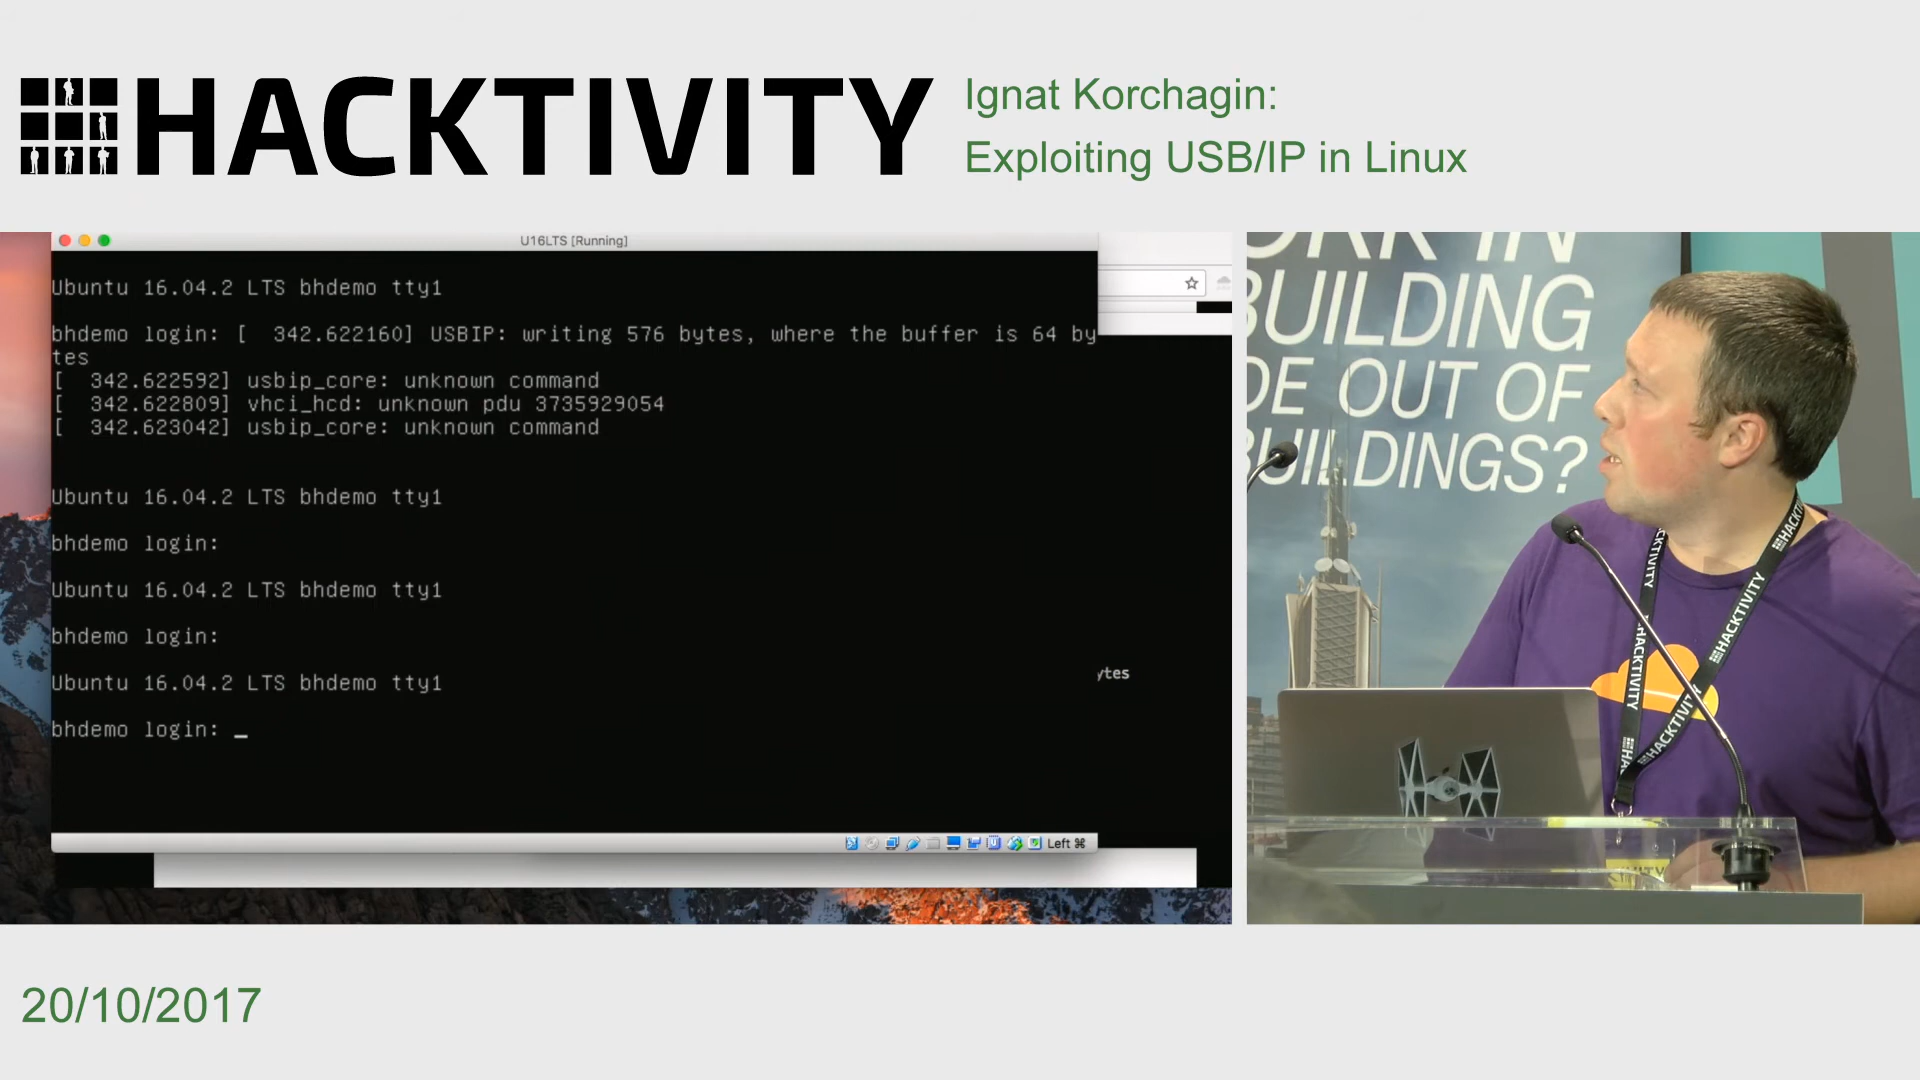 HACKTIVITY
Ignat Korchagin:
Exploiting USB/IP in Linux
U16LTS [Running]
Ubuntu 16.04.2 LTS bhdemo tty1
bhdemo login: [  342.622160] USBIP: writing 576 bytes, where the buffer is 64 by
tes
[  342.622592] usbip_core: unknown command
[  342.622809] vhci_hcd: unknown pdu 3735929054
[  342.623042] usbip_core: unknown command
Ubuntu 16.04.2 LTS bhdemo tty1
bhdemo login:
Ubuntu 16.04.2 LTS bhdemo tty1
bhdemo login:
Ubuntu 16.04.2 LTS bhdemo tty1
bhdemo login: _
ytes
Left ⌘
IN
BUILDING
OUT OF
BUILDINGS?
HACKTIVITY
HACKTIVITY
HACKTIVITY
HACKTIVITY
20/10/2017